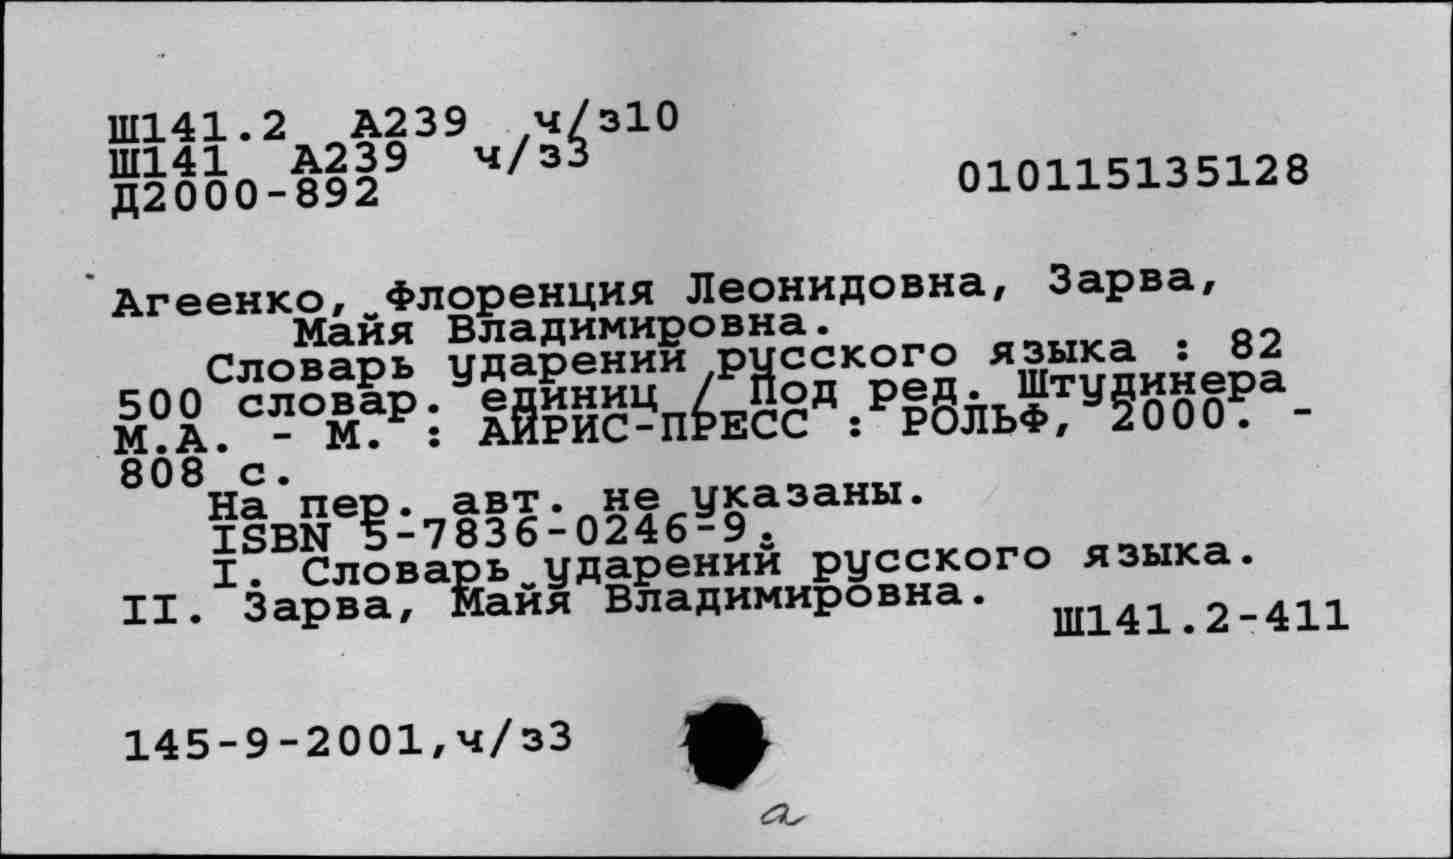 Ш141.2 А239 ч/з10
Ш141 А239 ч/з3
Д2000-892
010115135128
Агеенко, Флоренция Леонидовна, Зарва,
Майя Владимировна.
Словарь ударений русского языка : 82
500 словар. единиц / Под ред. Штудинера
М.А. - М. : АЙРИС-ПРЕСС : РОЛЬФ, 2000. -
808 с.
На пер. авт. не указаны.
ISBN 5-7836-0246-9.
I. Словарь ударений русского языка.
II. Зарва, Майя Владимировна.
Ш141.2-411
145-9-2001,ч/з3
а